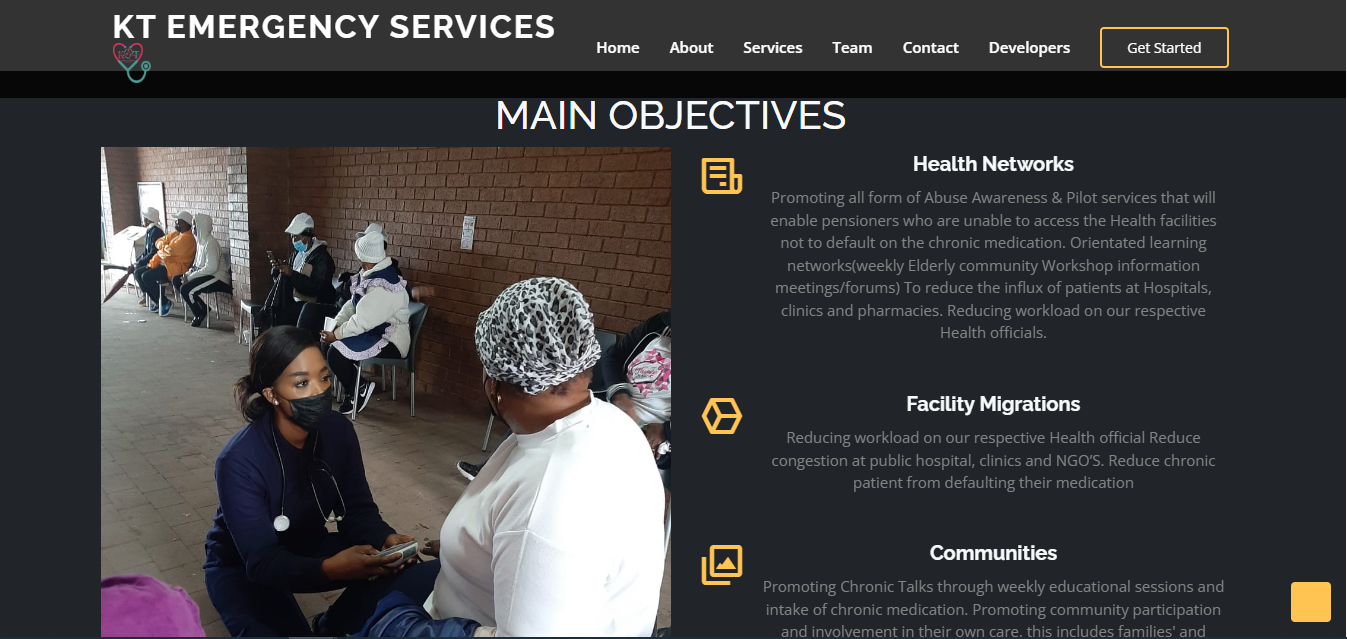 KT EMERGENCY SERVICES
Home About Services Team Contact Developers Get Started
MAIN OBJECTIVES
Health Networks
Promoting all form of Abuse Awareness & Pilot services that will
enable pensioners who are unable to access the Health facilities
not to default on the chronic medication. Orientated learning
networks(weekly Elderly community Workshop information
meetings/forums) To reduce the influx of patients at Hospitals,
clinics and pharmacies. Reducing workload on our respective
Health officials.
Facility Migrations
Reducing workload on our respective Health official Reduce
congestion at public hospital, clinics and NGO'S. Reduce chronic
patient from defaulting their medication
Communities
Promoting Chronic Talks through weekly educational sessions and
intake of chronic medication. Promoting community participation
and involvement in their own care. this includes families' and